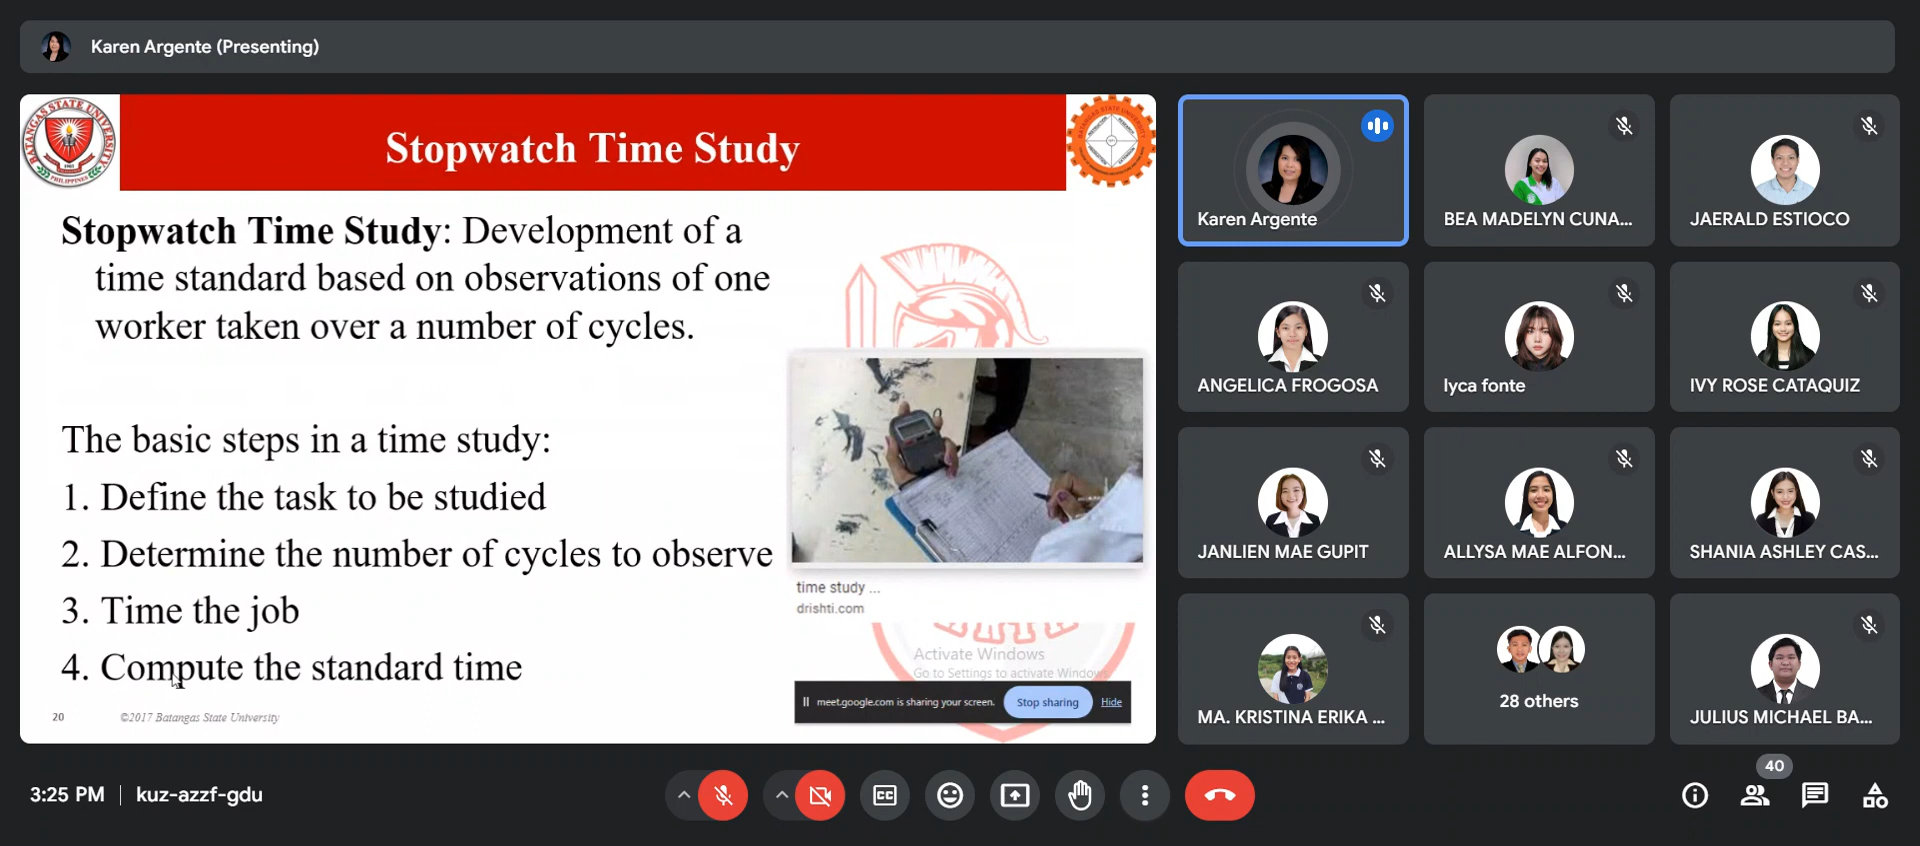 Karen Argente (Presenting)
BATANGAS STATE UNIVERSITY
PHILIPPINES
Stopwatch Time Study
Stopwatch Time Study: Development of a
time standard based on observations of one
worker taken over a number of cycles.
The basic steps in a time study:
1. Define the task to be studied
2. Determine the number of cycles to observe
3. Time the job
4. Compute the standard time
time study ...
drishti.com
Activate Windows
Go to Settings to activate Windows
meet.google.com is sharing your screen.
Stop sharing
Hide
20
©2017 Batangas State University
Karen Argente
BEA MADELYN CUNA...
JAERALD ESTIOCO
ANGELICA FROGOSA
lyca fonte
IVY ROSE CATAQUIZ
JANLIEN MAE GUPIT
ALLYSA MAE ALFON...
SHANIA ASHLEY CAS...
MA. KRISTINA ERIKA ...
28 others
JULIUS MICHAEL BA...
3:25 PM
kuz-azzf-gdu
CC
40